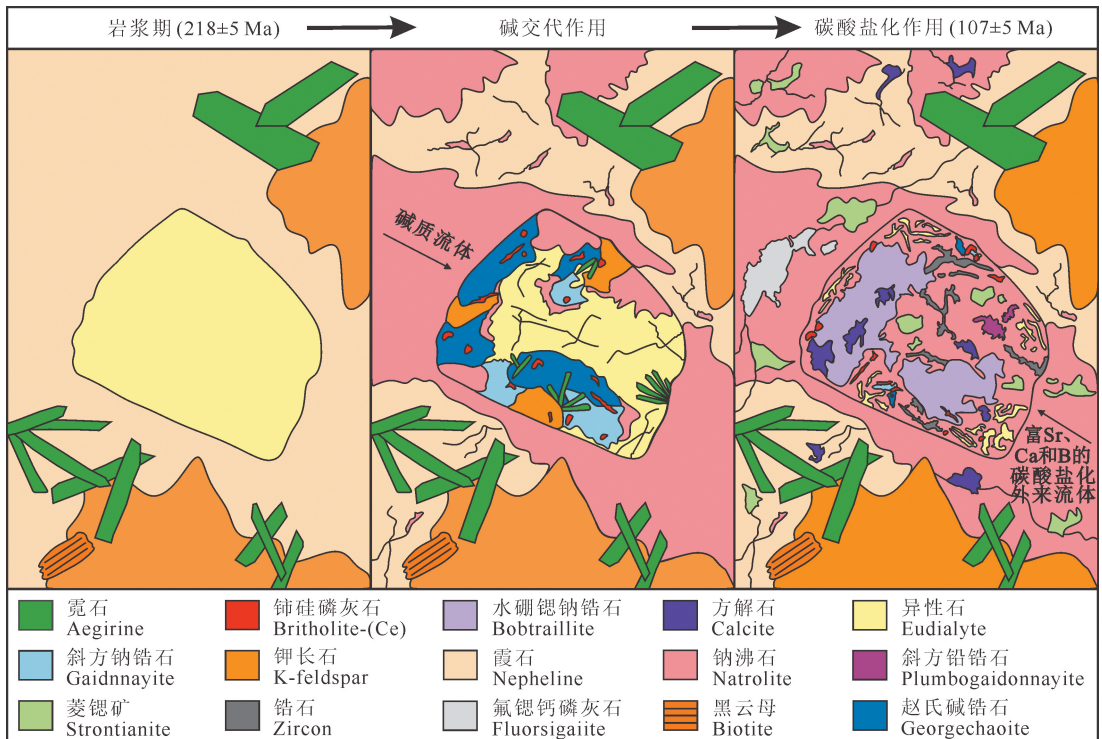 岩浆期 (218±5 Ma)
碱交代作用
碳酸盐化作用 (107±5 Ma)
碱质流体
富Sr、
Ca和B的
碳酸盐化
外来流体
霓石
Aegirine
铈硅磷灰石
Britholite-(Ce)
水硼锶钠锆石
Bobtraillite
方解石
Calcite
异性石
Eudialyte
斜方钠锆石
Gaidnnayite
钾长石
K-feldspar
霞石
Nepheline
钠沸石
Natrolite
斜方铅锆石
Plumbogaidonnayite
菱锶矿
Strontianite
锆石
Zircon
氟锶钙磷灰石
Fluorsigaiite
黑云母
Biotite
赵氏碱锆石
Georgechaoite